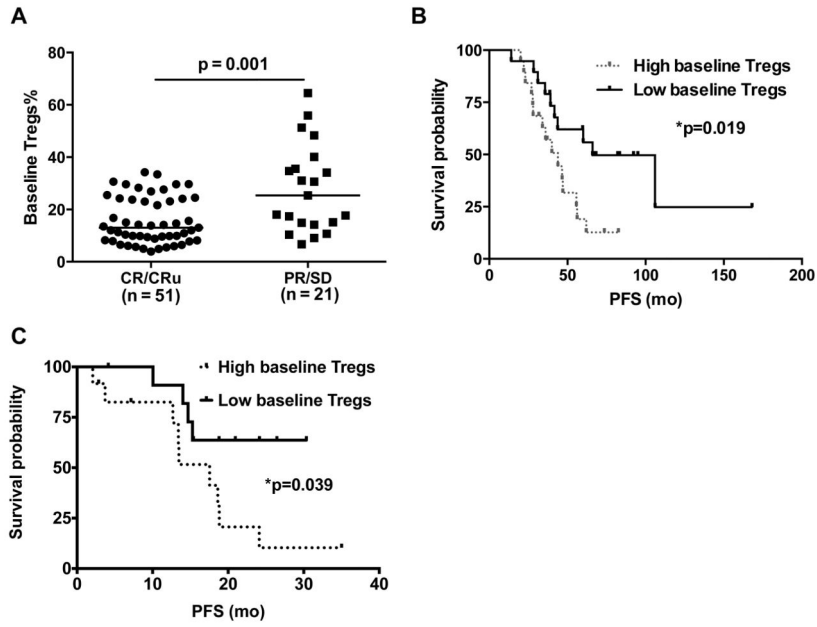 A
80
60
40
20
0
Baseline Tregs%
p = 0.001
CR/CRu
(n = 51)
PR/SD
(n = 21)
B
100
75
50
25
0
Survival probability
High baseline Tregs
Low baseline Tregs
*p=0.019
0 50 100 150 200
PFS (mo)
C
100
75
50
25
0
Survival probability
High baseline Tregs
Low baseline Tregs
*p=0.039
0 10 20 30 40
PFS (mo)